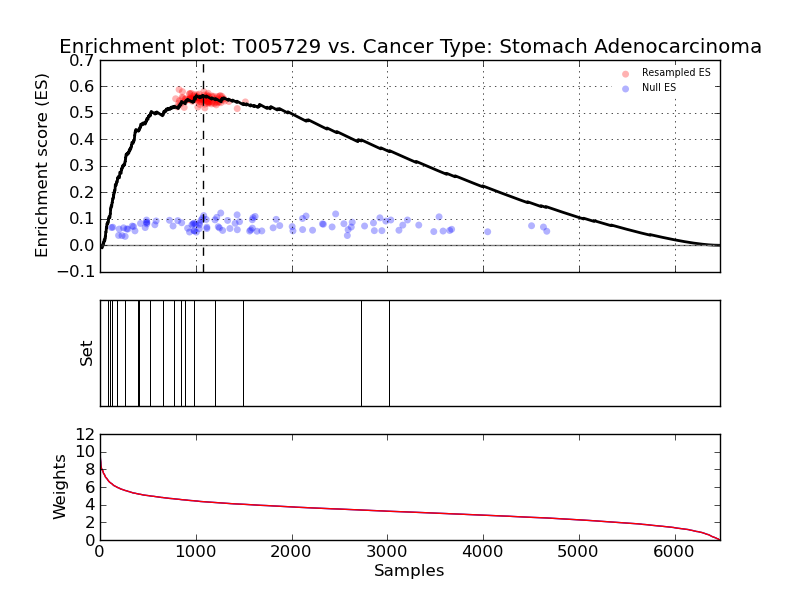 Enrichment plot: T005729 vs. Cancer Type: Stomach Adenocarcinoma
0.7
0.6
0.5
0.4
0.3
0.2
0.1
0.0
−0.1
Enrichment score (ES)
Resampled ES
Null ES
Set
12
10
8
6
4
2
0
Weights
0 1000 2000 3000 4000 5000 6000
Samples